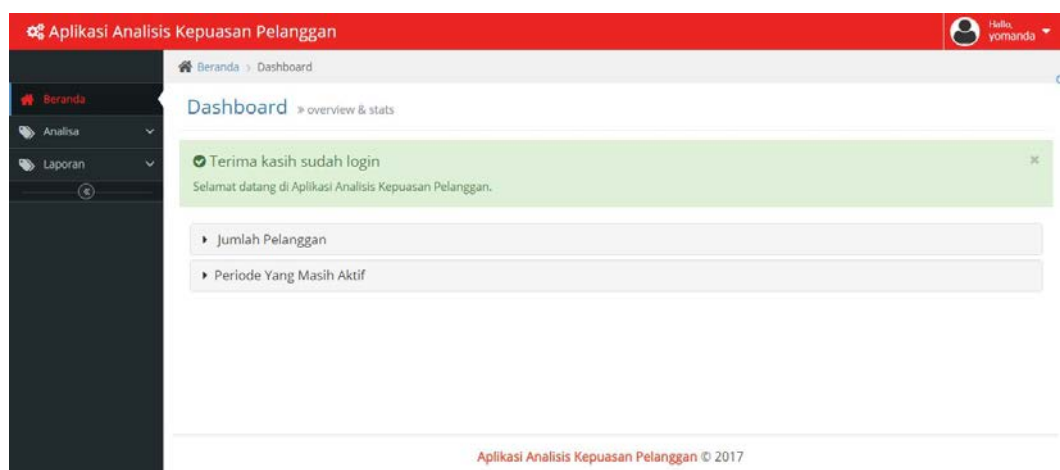 Aplikasi Analisis Kepuasan Pelanggan
Hallo,
yomanda
Beranda > Dashboard
Beranda
Analisa
Laporan
Dashboard » overview & stats
Terima kasih sudah login
Selamat datang di Aplikasi Analisis Kepuasan Pelanggan.
Jumlah Pelanggan
Periode Yang Masih Aktif
Aplikasi Analisis Kepuasan Pelanggan © 2017